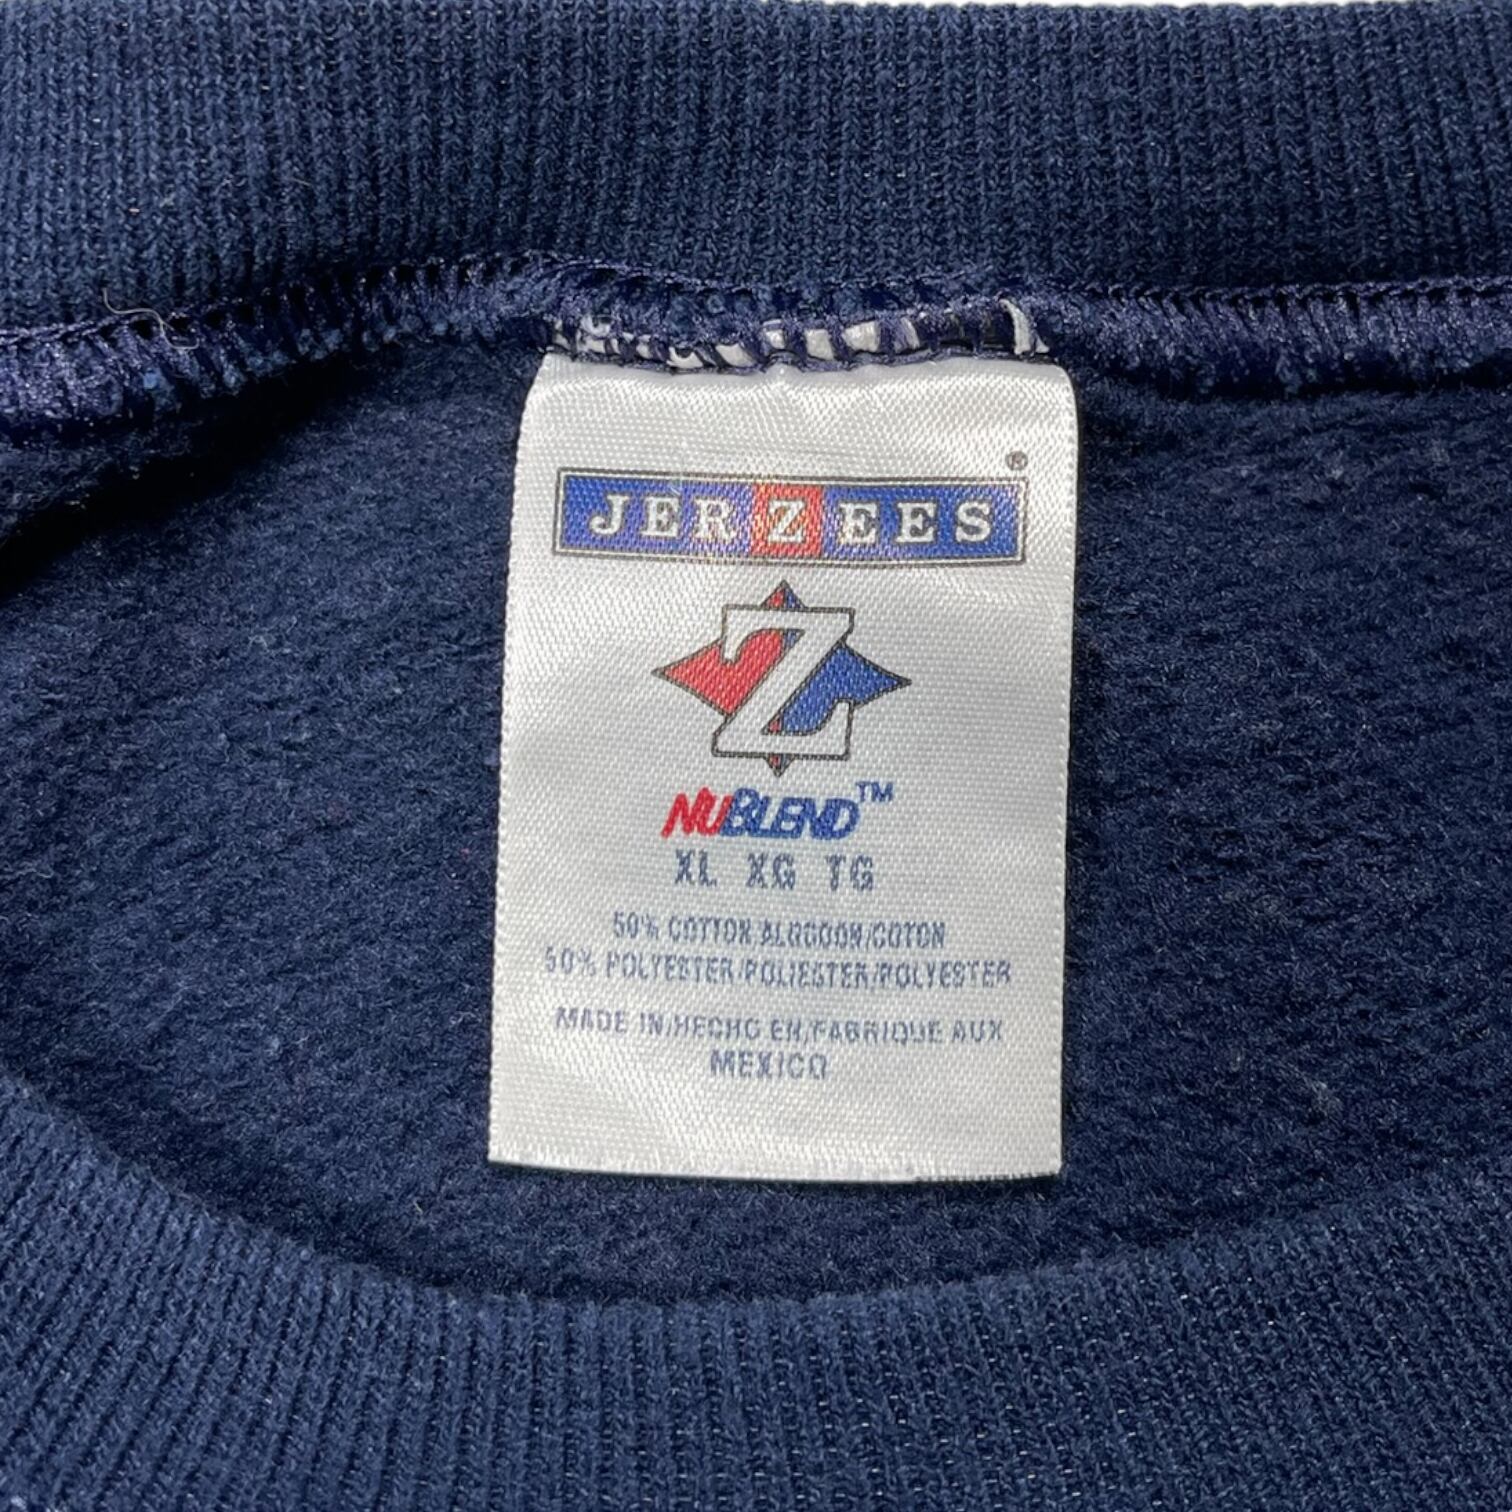 JERZEES®
Z
NUBLEND™
XL XG TG
50% COTTON/ALGODON/COTON
50% POLYESTER/POLIESTER/POLYESTER
MADE IN/HECHO EN/FABRIQUE AUX
MEXICO